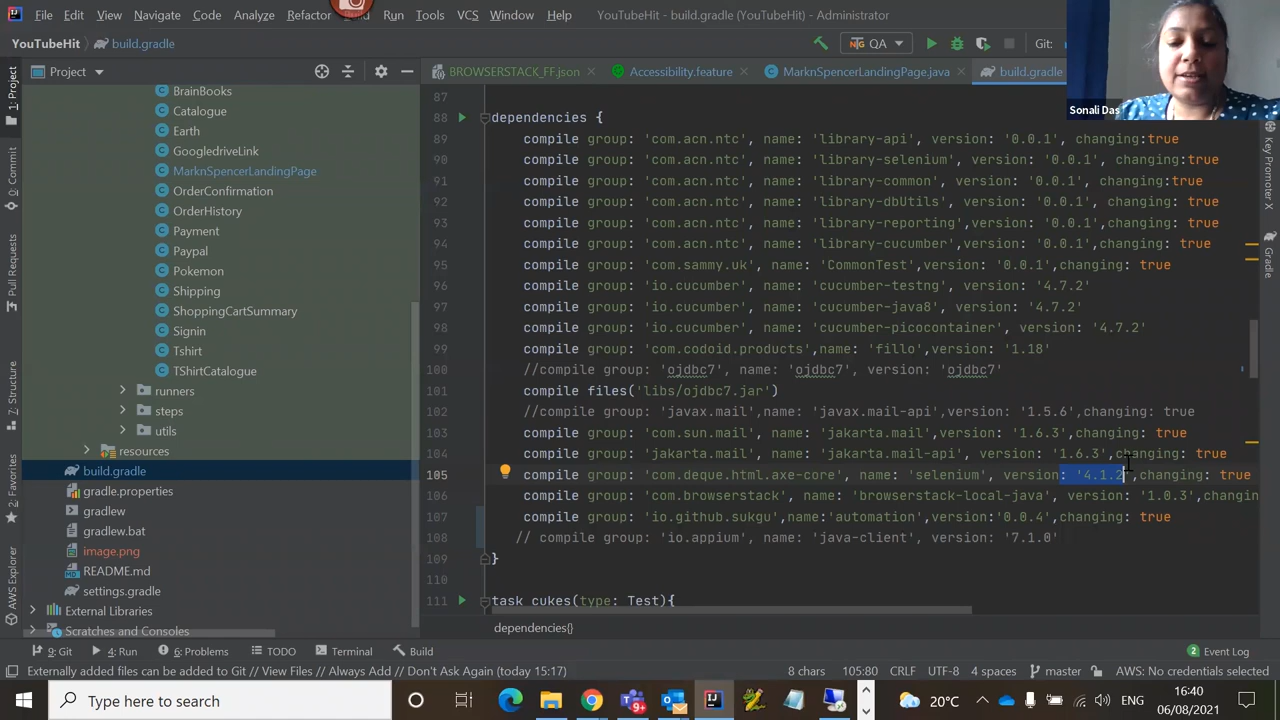 File Edit View Navigate Code Analyze Refactor Build Run Tools VCS Window Help YouTubeHit - build.gradle (YouTubeHit) - Administrator
YouTubeHit build.gradle QA Git:
Sonali Das
Project BROWSERSTACK_FF.json Accessibility.feature MarknSpencerLandingPage.java build.gradle
1: Project
0: Commit
Pull Requests
Z: Structure
AWS Explorer
BrainBooks
Catalogue
Earth
GoogledriveLink
MarknSpencerLandingPage
OrderConfirmation
OrderHistory
Payment
Paypal
Pokemon
Shipping
ShoppingCartSummary
Signin
Tshirt
TShirtCatalogue
runners
steps
utils
resources
build.gradle
gradle.properties
gradlew
gradlew.bat
image.png
README.md
settings.gradle
External Libraries
Scratches and Consoles
87
88 dependencies {
89 compile group: 'com.acn.ntc', name: 'library-api', version: '0.0.1', changing:true
90 compile group: 'com.acn.ntc', name: 'library-selenium', version: '0.0.1', changing:true
91 compile group: 'com.acn.ntc', name: 'library-common', version: '0.0.1', changing:true
92 compile group: 'com.acn.ntc', name: 'library-dbUtils', version: '0.0.1', changing: true
93 compile group: 'com.acn.ntc', name: 'library-reporting',version: '0.0.1',changing: true
94 compile group: 'com.acn.ntc', name: 'library-cucumber',version: '0.0.1',changing: true
95 compile group: 'com.sammy.uk', name: 'CommonTest',version: '0.0.1',changing: true
96 compile group: 'io.cucumber', name: 'cucumber-testng', version: '4.7.2'
97 compile group: 'io.cucumber', name: 'cucumber-java8', version: '4.7.2'
98 compile group: 'io.cucumber', name: 'cucumber-picocontainer', version: '4.7.2'
99 compile group: 'com.codoid.products',name: 'fillo',version: '1.18'
100 //compile group: 'ojdbc7', name: 'ojdbc7', version: 'ojdbc7'
101 compile files('libs/ojdbc7.jar')
102 //compile group: 'javax.mail',name: 'javax.mail-api',version: '1.5.6',changing: true
103 compile group: 'com.sun.mail', name: 'jakarta.mail',version: '1.6.3',changing: true
104 compile group: 'jakarta.mail', name: 'jakarta.mail-api', version: '1.6.3',changing: true
105 compile group: 'com.deque.html.axe-core', name: 'selenium', version: '4.1.2',changing: true
106 compile group: 'com.browserstack', name: 'browserstack-local-java', version: '1.0.3',changin
107 compile group: 'io.github.sukgu',name:'automation',version:'0.0.4',changing: true
108 // compile group: 'io.appium', name: 'java-client', version: '7.1.0'
109 }
110
111 task cukes(type: Test){
dependencies{}
Key Promoter X
Gradle
9: Git 4: Run 6: Problems TODO Terminal Build 2 Event Log
Externally added files can be added to Git // View Files // Always Add // Don't Ask Again (today 15:17) 8 chars 105:80 CRLF UTF-8 4 spaces master AWS: No credentials selected
Type here to search 20°C ENG 16:40
06/08/2021